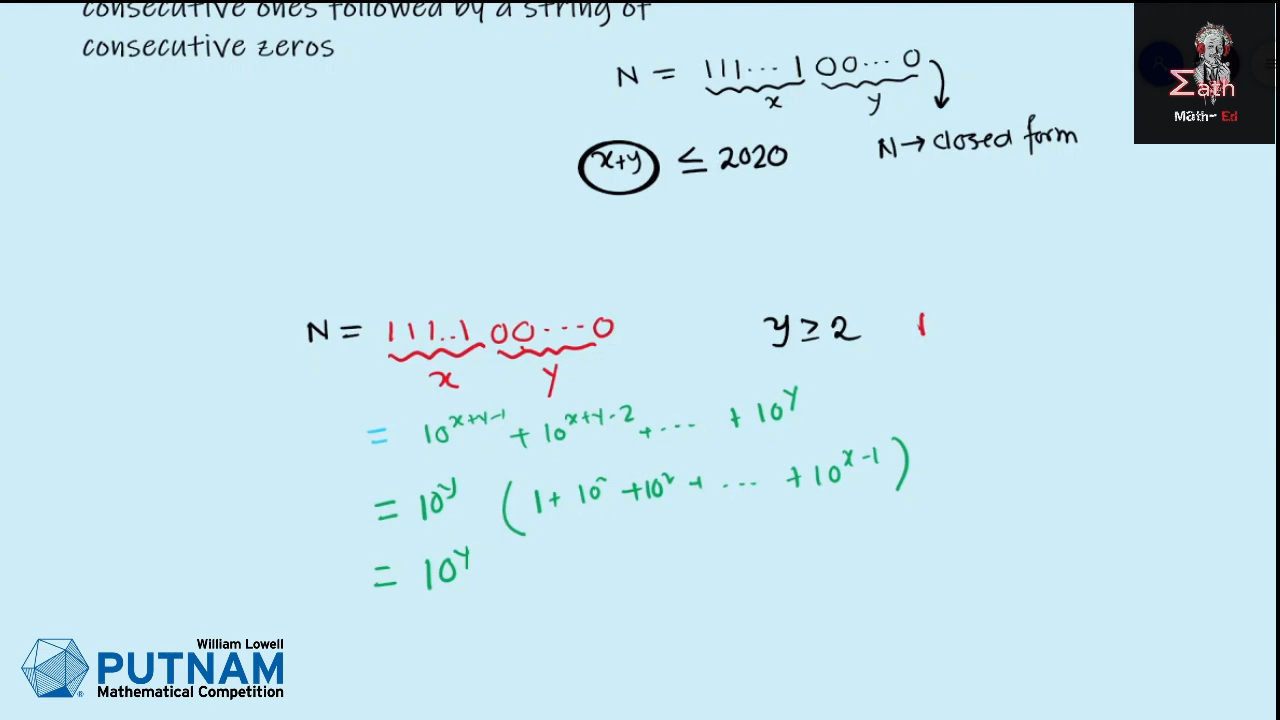 consecutive ones followed by a string of
consecutive zeros
N = 111...1 00...0
x y
x+y ≤ 2020
N → closed form
Σath
Math- Ed
N = 111..1 00...0
x y
y ≥ 2
= 10^{x+y-1} + 10^{x+y-2} + ... + 10^y
= 10^y (1 + 10 + 10^2 + ... + 10^{x-1})
= 10^y
William Lowell
PUTNAM
Mathematical Competition